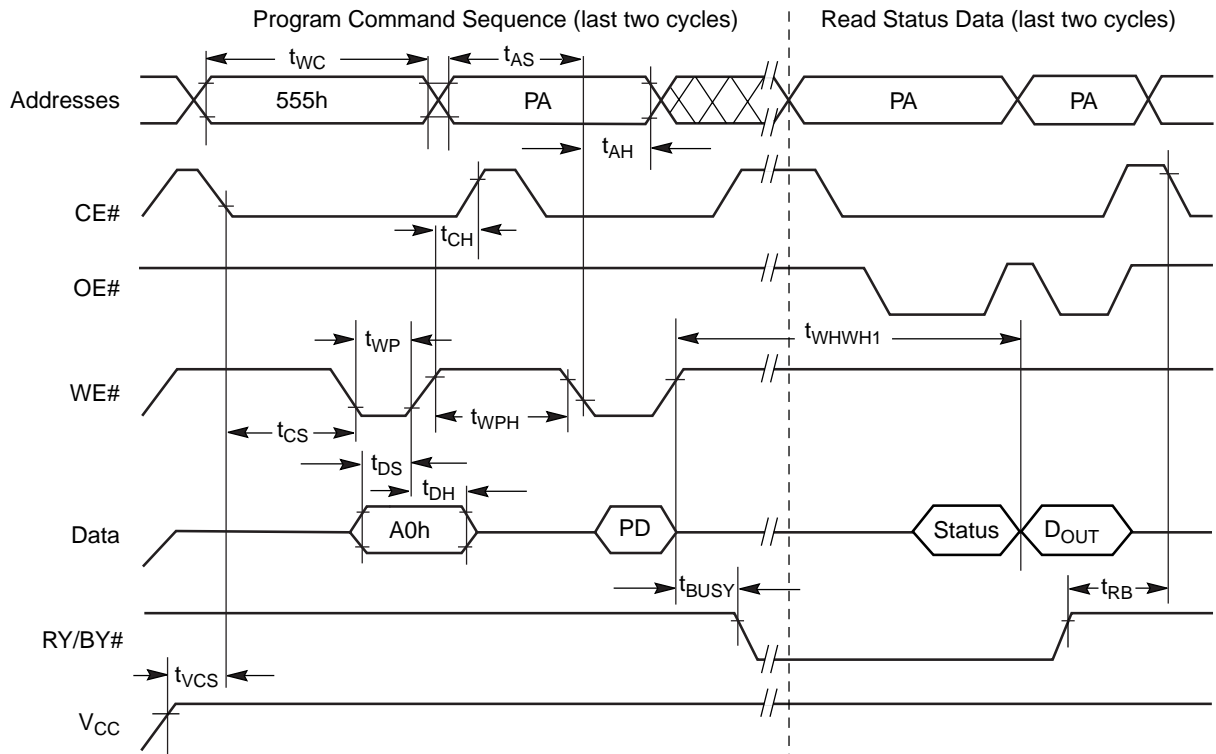 Program Command Sequence (last two cycles) Read Status Data (last two cycles)
tWC tAS
Addresses 555h PA PA PA
tAH
CE#
tCH
OE#
tWP tWHWH1
WE#
tWPH
tCS
tDS
tDH
Data A0h PD Status DOUT
tBUSY tRB
RY/BY#
tVCS
VCC